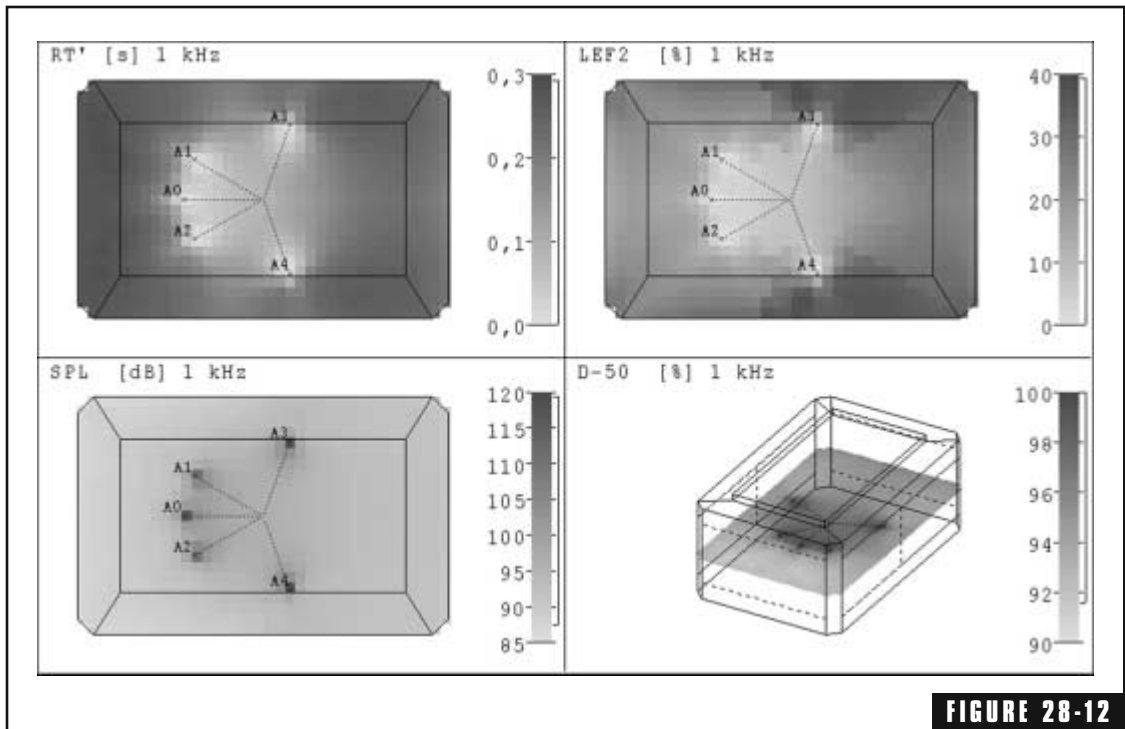 RT' [s] 1 kHz
0,3
0,2
0,1
0,0
A3
A1
A0
A2
A4
LEF2 [%] 1 kHz
40
30
20
10
0
A3
A1
A0
A2
A4
SPL [dB] 1 kHz
120
115
110
105
100
95
90
85
A3
A1
A0
A2
A4
D-50 [%] 1 kHz
100
98
96
94
92
90
FIGURE 28-12